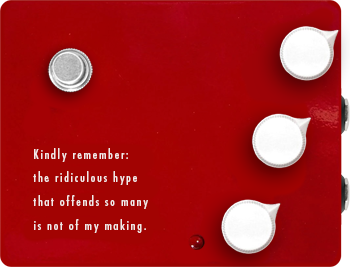 Kindly remember:
the ridiculous hype
that offends so many
is not of my making.